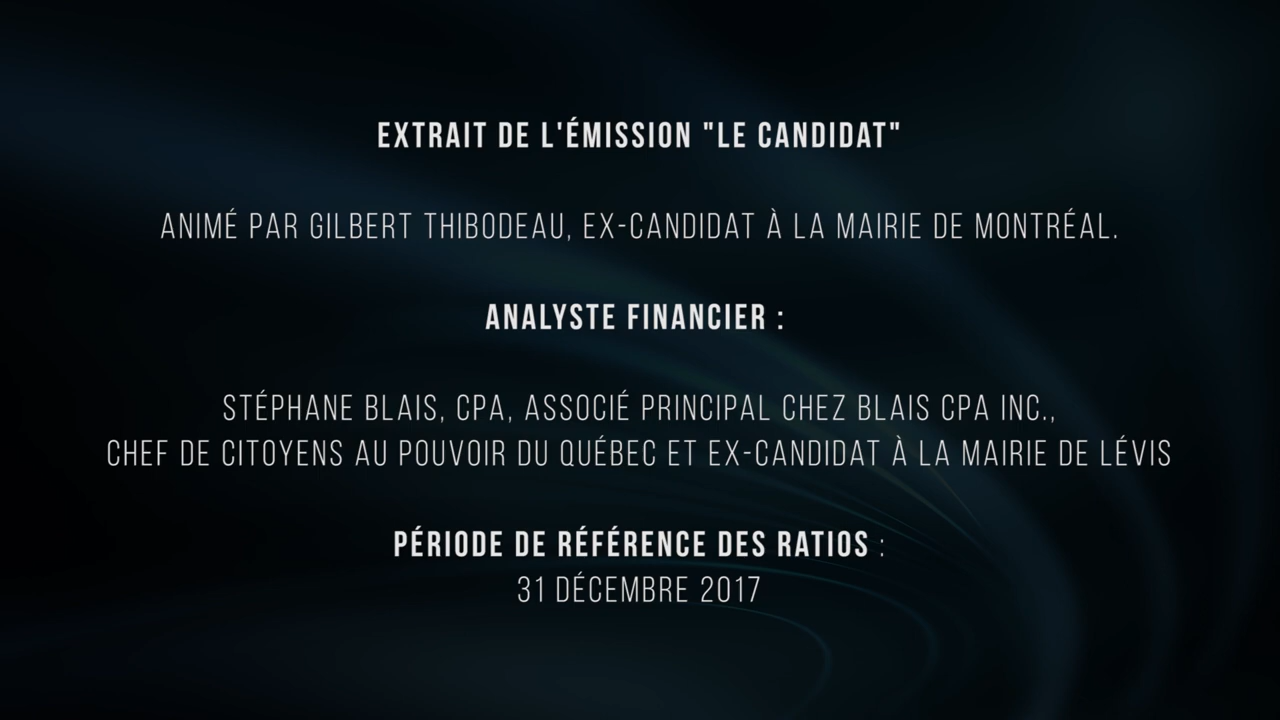 EXTRAIT DE L'ÉMISSION "LE CANDIDAT"
ANIMÉ PAR GILBERT THIBODEAU, EX-CANDIDAT À LA MAIRIE DE MONTRÉAL.
ANALYSTE FINANCIER :
STÉPHANE BLAIS, CPA, ASSOCIÉ PRINCIPAL CHEZ BLAIS CPA INC.,
CHEF DE CITOYENS AU POUVOIR DU QUÉBEC ET EX-CANDIDAT À LA MAIRIE DE LÉVIS
PÉRIODE DE RÉFÉRENCE DES RATIOS :
31 DÉCEMBRE 2017